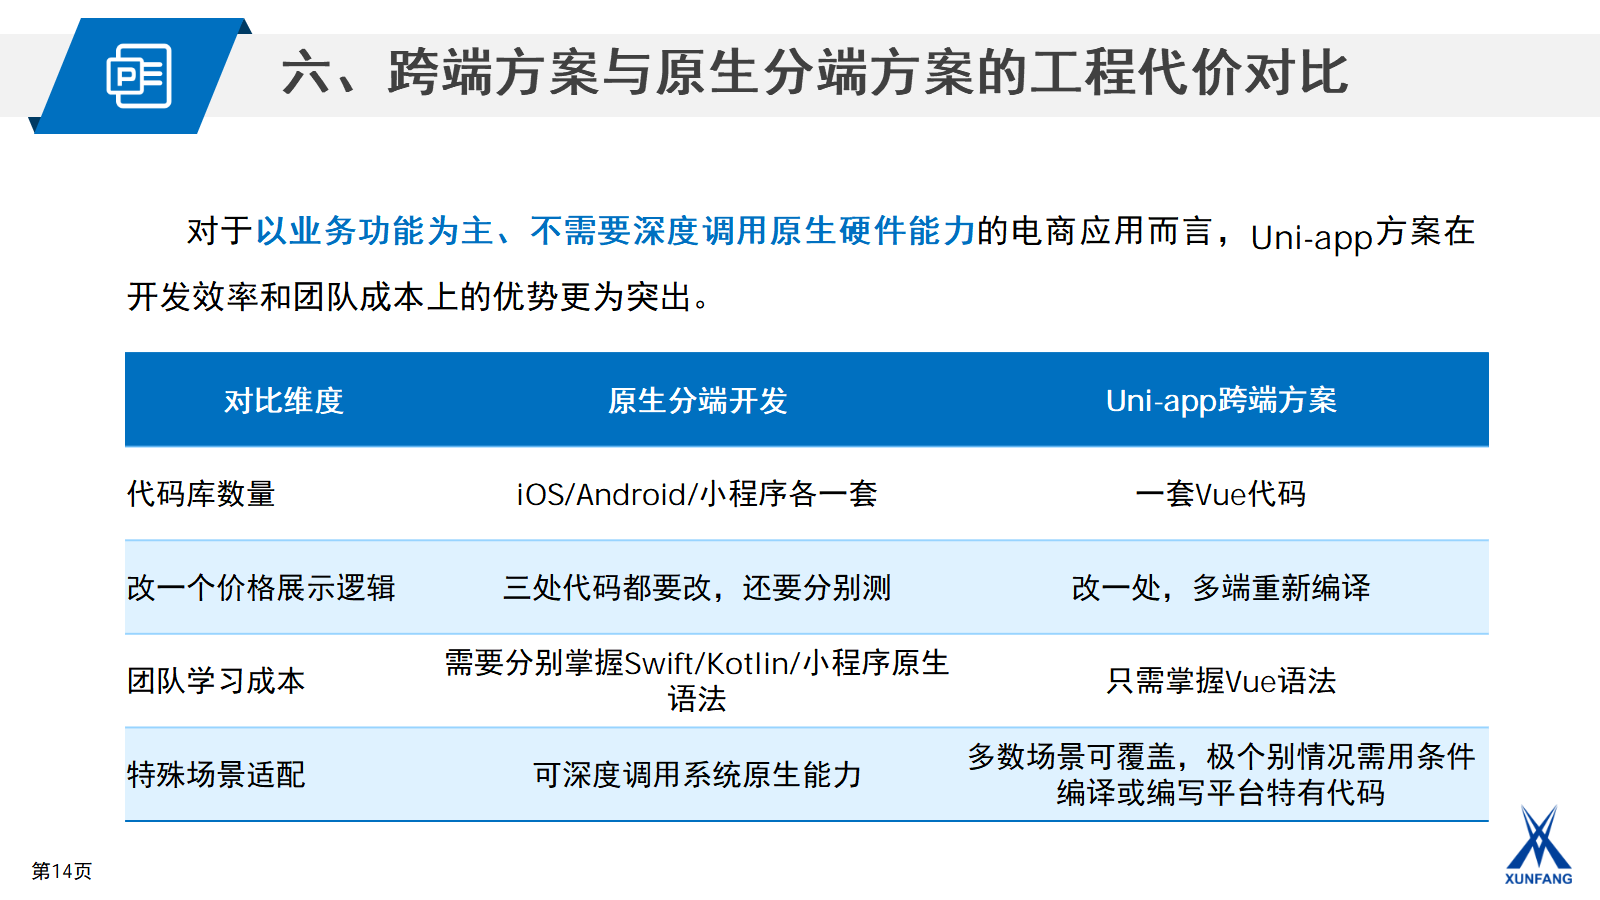 六、跨端方案与原生分端方案的工程代价对比
对于以业务功能为主、不需要深度调用原生硬件能力的电商应用而言，Uni-app方案在
开发效率和团队成本上的优势更为突出。
对比维度 原生分端开发 Uni-app跨端方案
代码库数量 iOS/Android/小程序各一套 一套Vue代码
改一个价格展示逻辑 三处代码都要改，还要分别测 改一处，多端重新编译
团队学习成本 需要分别掌握Swift/Kotlin/小程序原生
语法 只需掌握Vue语法
特殊场景适配 可深度调用系统原生能力 多数场景可覆盖，极个别情况需用条件
编译或编写平台特有代码
第14页
XUNFANG